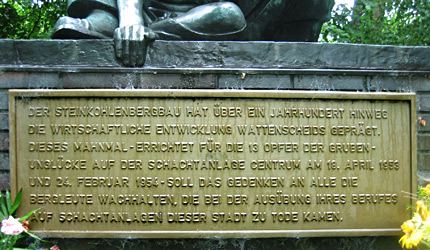 DER STEINKOHLENBERGBAU HAT ÜBER EIN JAHRHUNDERT HINWEG
DIE WIRTSCHAFTLICHE ENTWICKLUNG WATTENSCHEIDS GEPRÄGT.
DIESES MAHNMAL-ERRICHTET FÜR DIE 13 OPFER DER GRUBEN-
UNGLÜCKE AUF DER SCHACHTANLAGE CENTRUM AM 18. APRIL
UND 24. FEBRUAR 1954-SOLL DAS GEDENKEN AN ALLE DIE
BERGLEUTE WACHHALTEN, DIE BEI DER AUSÜBUNG IHRES BERUFES
AUF SCHACHTANLAGEN DIESER STADT ZU TODE KAMEN.